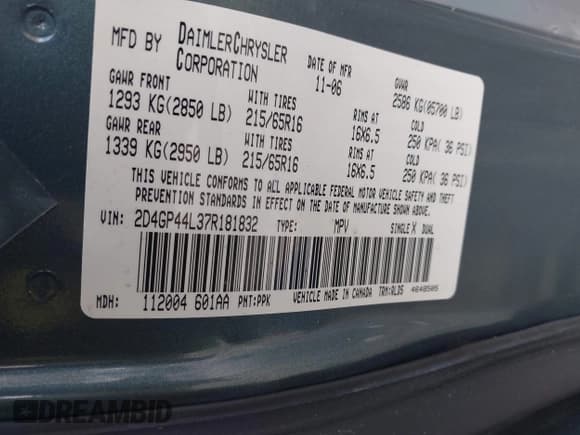 MFD BY DAIMLERCHRYSLER CORPORATION DATE OF MFR 11-06 GVWR 2586 KG(05700 LB)
GAWR FRONT WITH TIRES RIMS AT COLD
1293 KG(2850 LB) 215/65R16 16X6.5 250 KPA( 36 PSI)
GAWR REAR WITH TIRES RIMS AT COLD
1339 KG(2950 LB) 215/65R16 16X6.5 250 KPA( 36 PSI)
THIS VEHICLE CONFORMS TO ALL APPLICABLE FEDERAL MOTOR VEHICLE SAFETY AND THEFT
PREVENTION STANDARDS IN EFFECT ON THE DATE OF MANUFACTURE SHOWN ABOVE.
VIN: 2D4GP44L37R181832 TYPE: MPV SINGLE X DUAL
MDH: 112004 601AA PNT:PPK VEHICLE MADE IN CANADA TRM:QLD5 4648505
DREAMBID